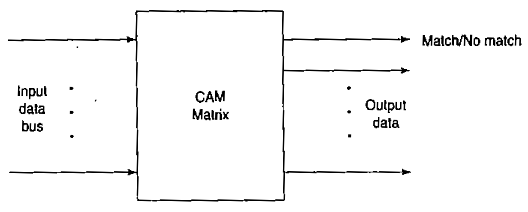 Match/No match
Input
data
bus
CAM
Matrix
Output
data